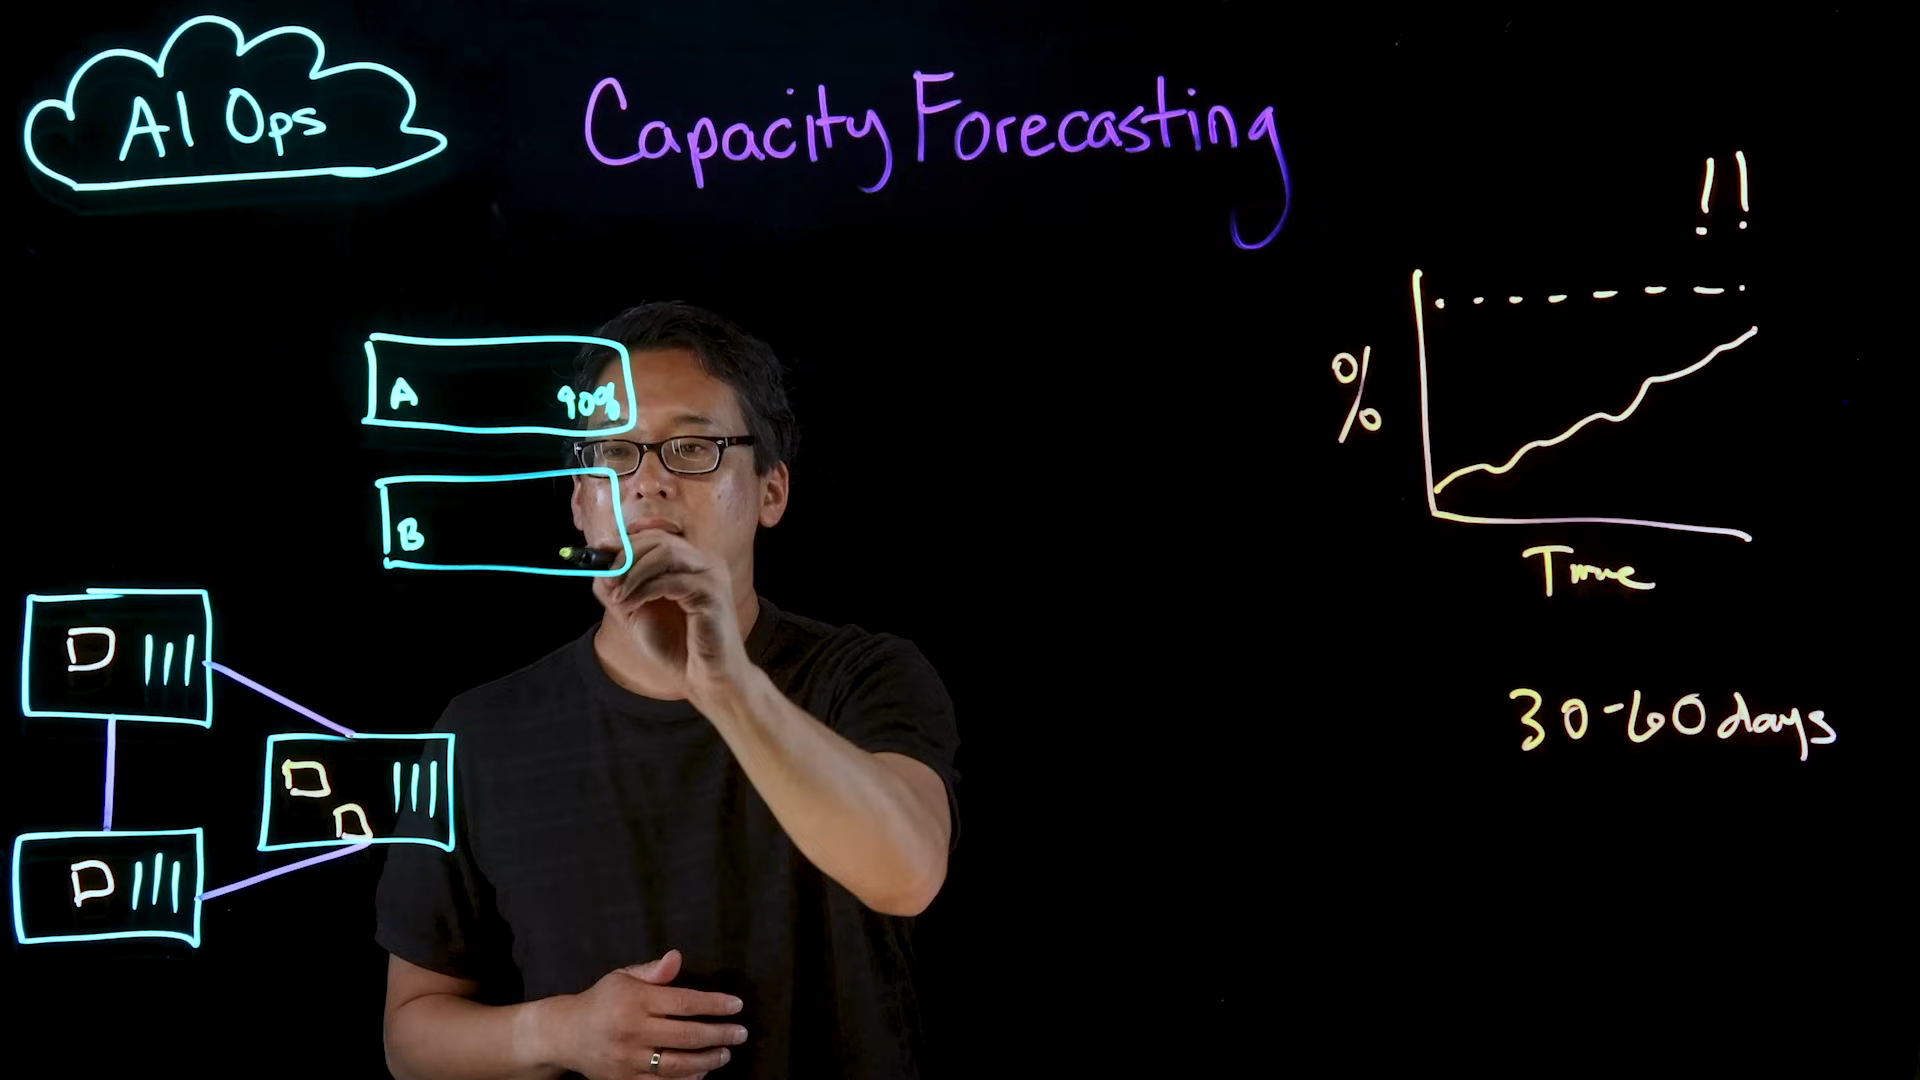 AI Ops
Capacity Forecasting
!!
A 90%
B
%
Time
30-60 days